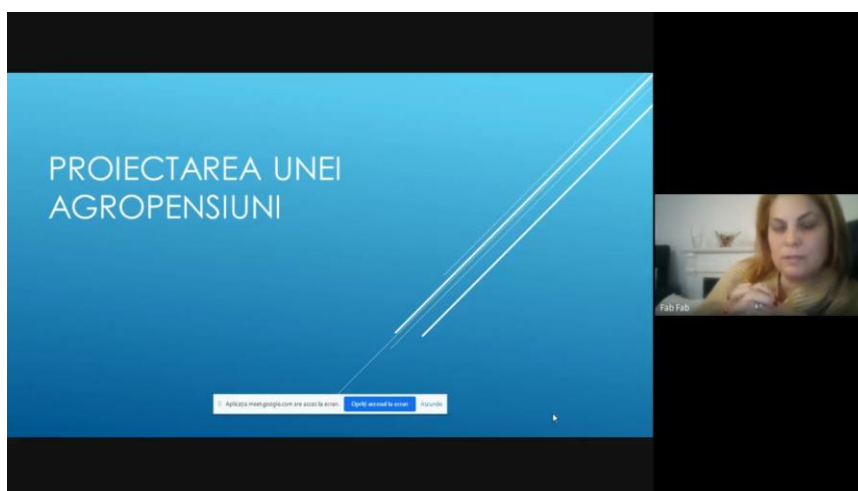 PROIECTAREA UNEI
AGROPENSIUNI
Fab Fab
Aplicația meet.google.com are acces la ecran.
Opriți accesul la ecran
Ascunde